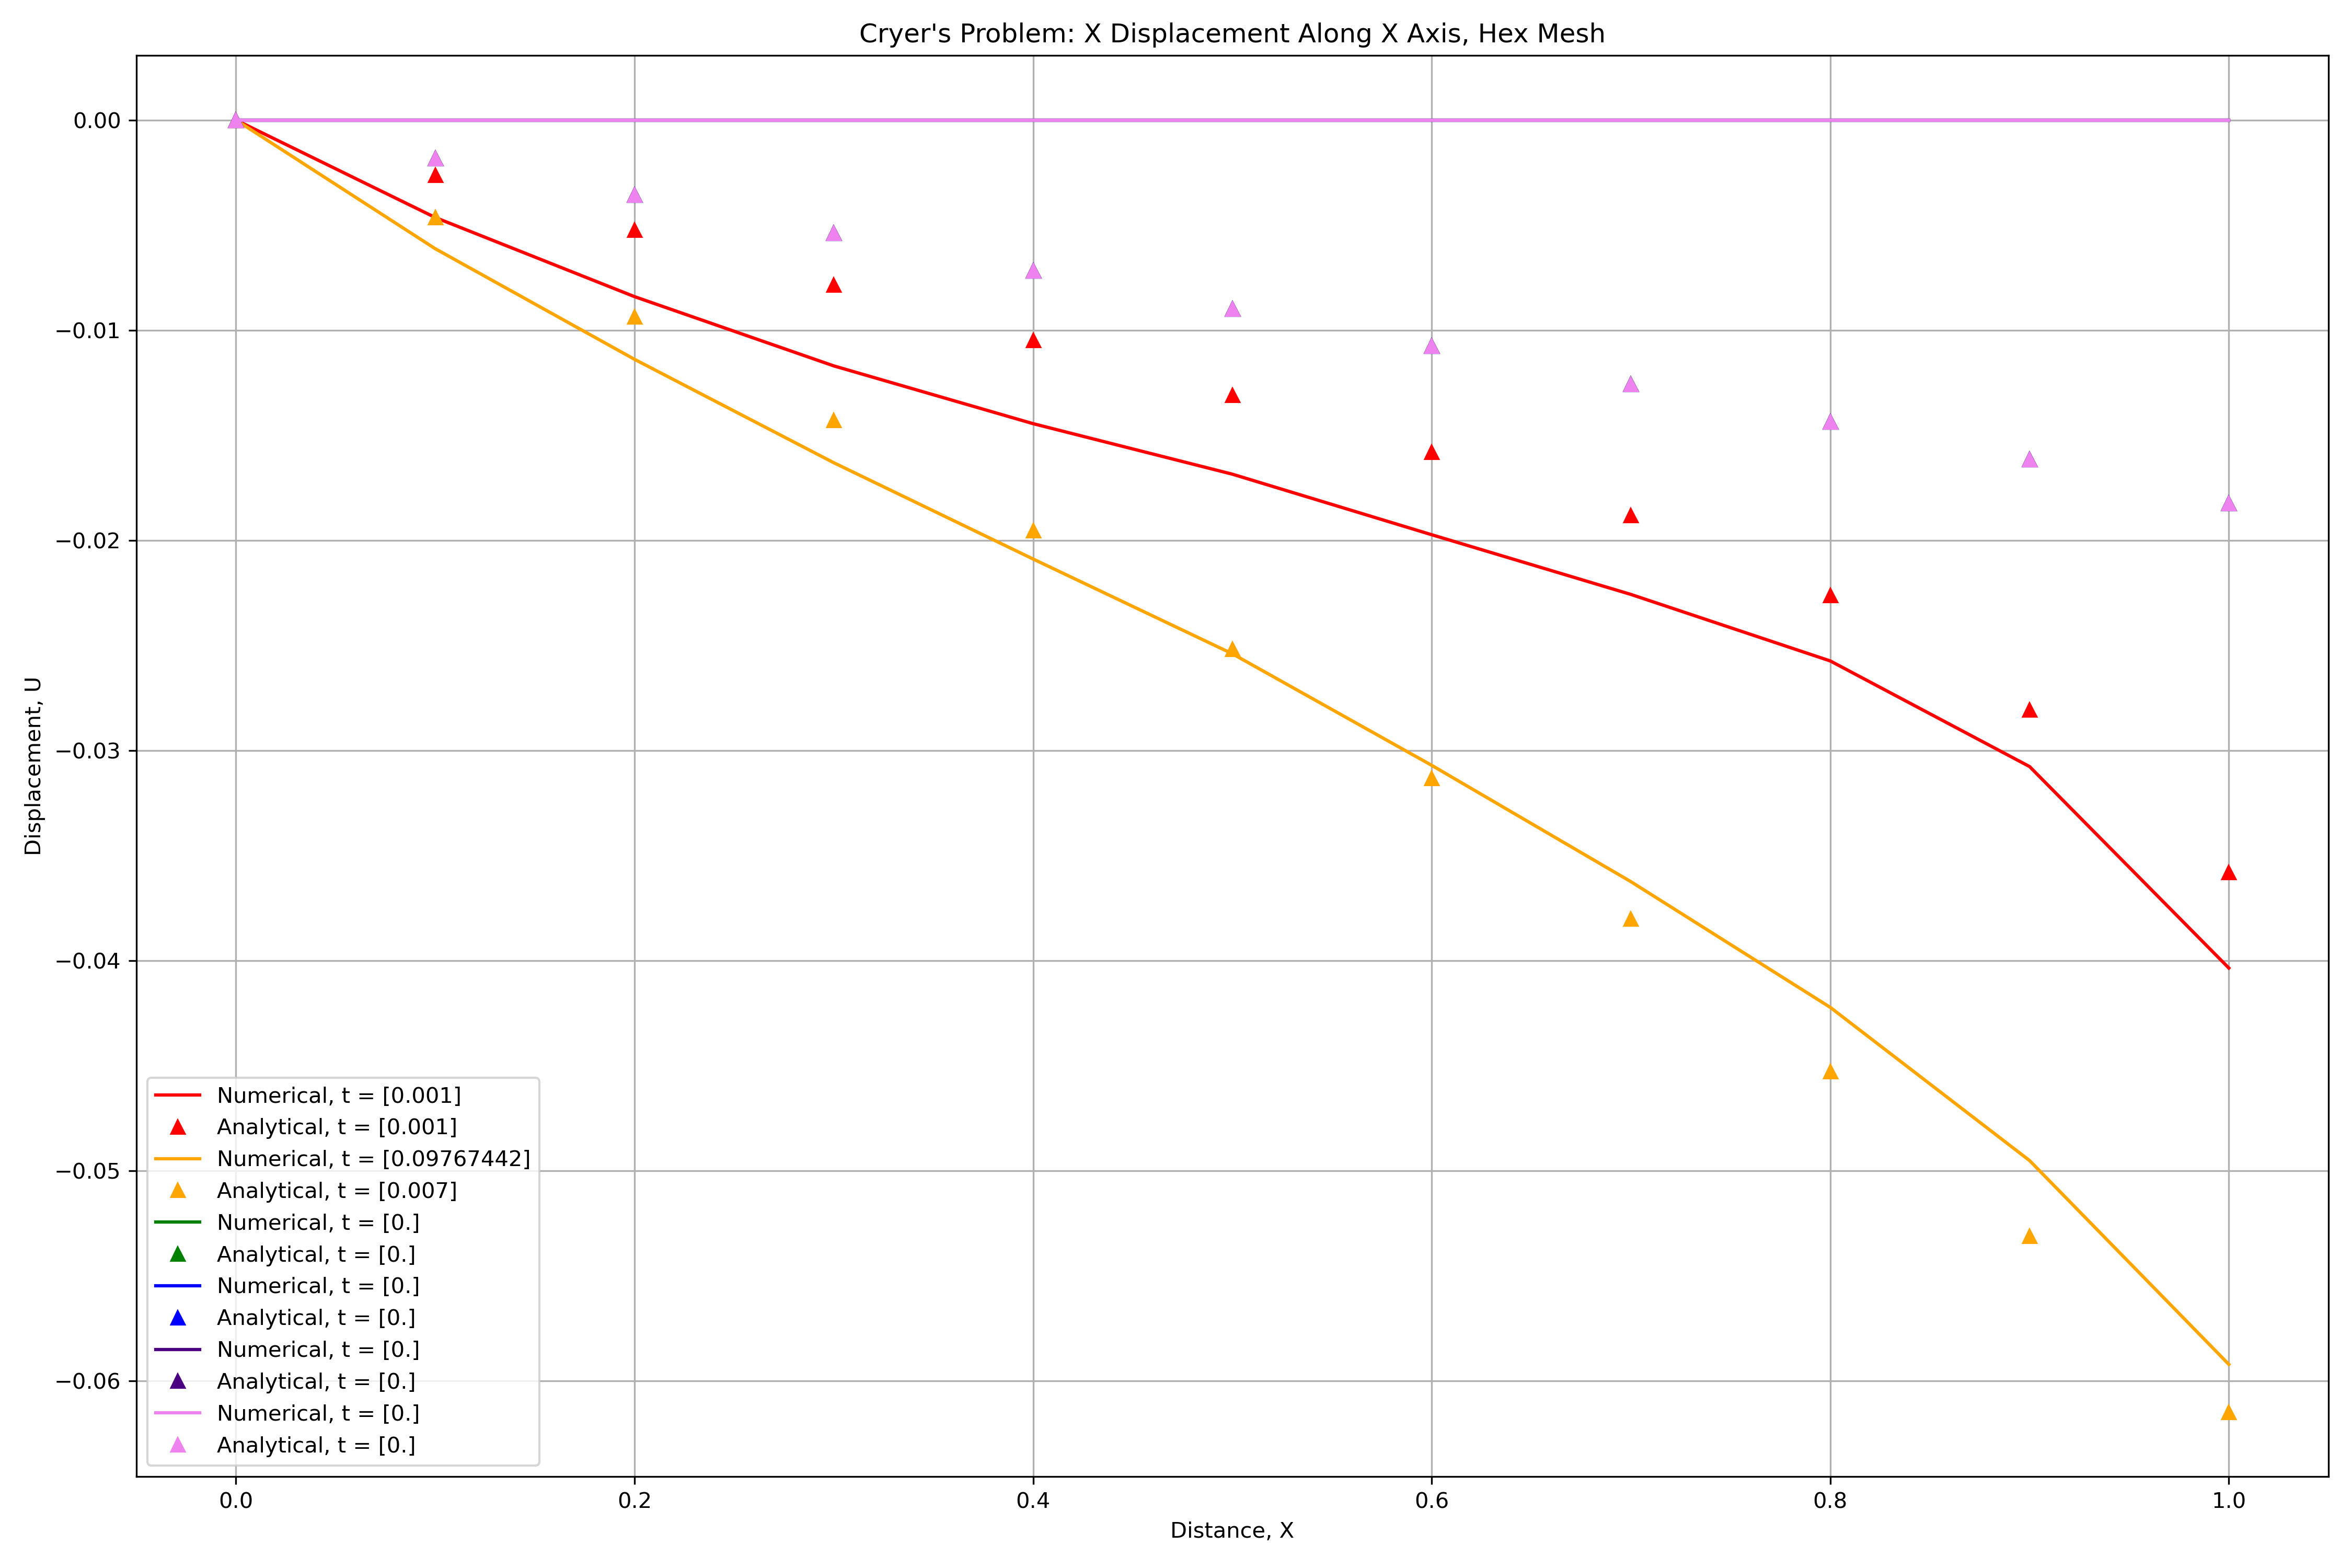 Cryer's Problem: X Displacement Along X Axis, Hex Mesh
0.00
−0.01
−0.02
−0.03
−0.04
−0.05
−0.06
Displacement, U
Numerical, t = [0.001]
Analytical, t = [0.001]
Numerical, t = [0.09767442]
Analytical, t = [0.007]
Numerical, t = [0.]
Analytical, t = [0.]
Numerical, t = [0.]
Analytical, t = [0.]
Numerical, t = [0.]
Analytical, t = [0.]
Numerical, t = [0.]
Analytical, t = [0.]
0.0 0.2 0.4 0.6 0.8 1.0
Distance, X